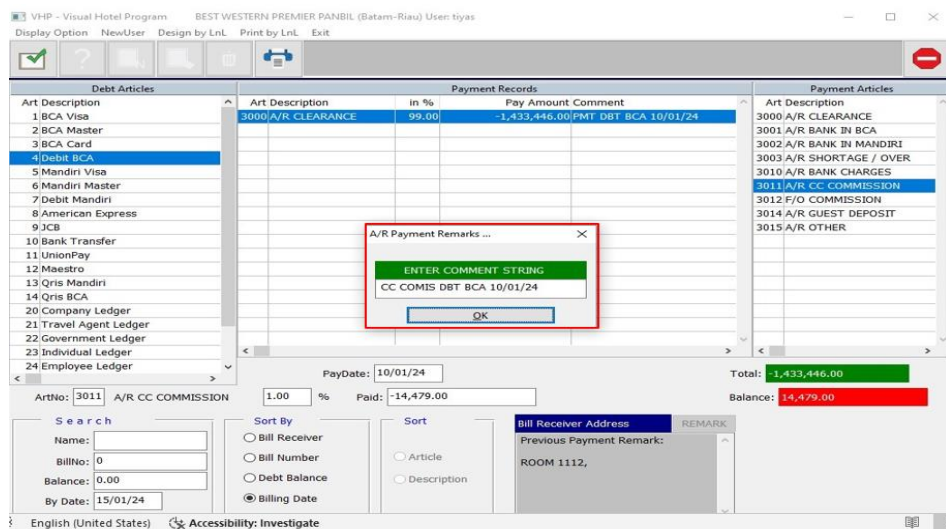 VHP - Visual Hotel Program BEST WESTERN PREMIER PANBIL (Batam-Riau) User: tiyas
Display Option NewUser Design by LnL Print by LnL Exit
Debt Articles Payment Records Payment Articles
Art Description Art Description in % Pay Amount Comment Art Description
1 BCA Visa 3000 A/R CLEARANCE 99.00 -1,433,446.00 PMT DBT BCA 10/01/24 3000 A/R CLEARANCE
2 BCA Master 3001 A/R BANK IN BCA
3 BCA Card 3002 A/R BANK IN MANDIRI
4 Debit BCA 3003 A/R SHORTAGE / OVER
5 Mandiri Visa 3010 A/R BANK CHARGES
6 Mandiri Master 3011 A/R CC COMMISSION
7 Debit Mandiri 3012 F/O COMMISSION
8 American Express 3014 A/R GUEST DEPOSIT
9 JCB 3015 A/R OTHER
10 Bank Transfer
11 UnionPay
12 Maestro
13 Qris Mandiri
14 Qris BCA
20 Company Ledger
21 Travel Agent Ledger
22 Government Ledger
23 Individual Ledger
24 Employee Ledger
A/R Payment Remarks ...
ENTER COMMENT STRING
CC COMIS DBT BCA 10/01/24
OK
PayDate: 10/01/24 Total: -1,433,446.00
ArtNo: 3011 A/R CC COMMISSION 1.00 % Paid: -14,479.00 Balance: 14,479.00
Search Sort By Sort Bill Receiver Address REMARK
Name: Bill Receiver Previous Payment Remark:
BillNo: 0 Bill Number Article ROOM 1112,
Balance: 0.00 Debt Balance Description
By Date: 15/01/24 Billing Date
English (United States) Accessibility: Investigate